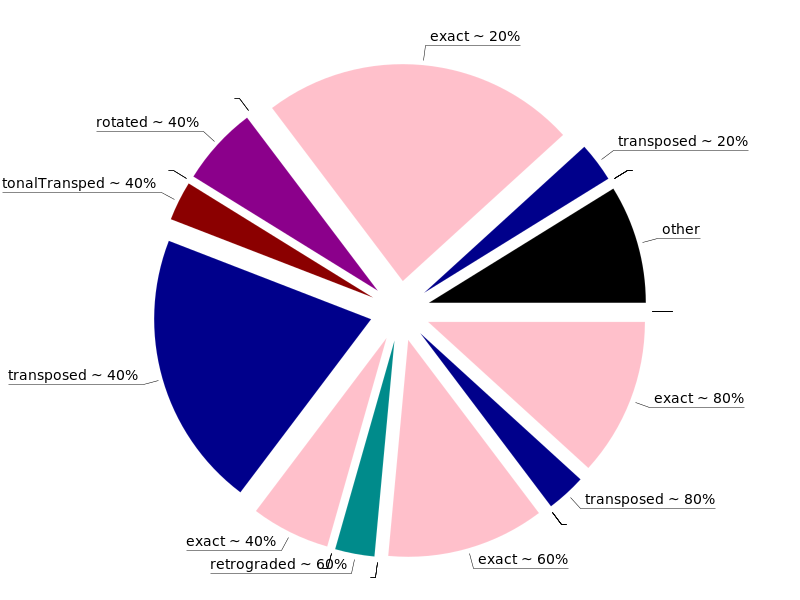 exact ~ 20%
rotated ~ 40%
transposed ~ 20%
tonalTransped ~ 40%
other
transposed ~ 40%
exact ~ 80%
transposed ~ 80%
exact ~ 40%
exact ~ 60%
retrograded ~ 60%